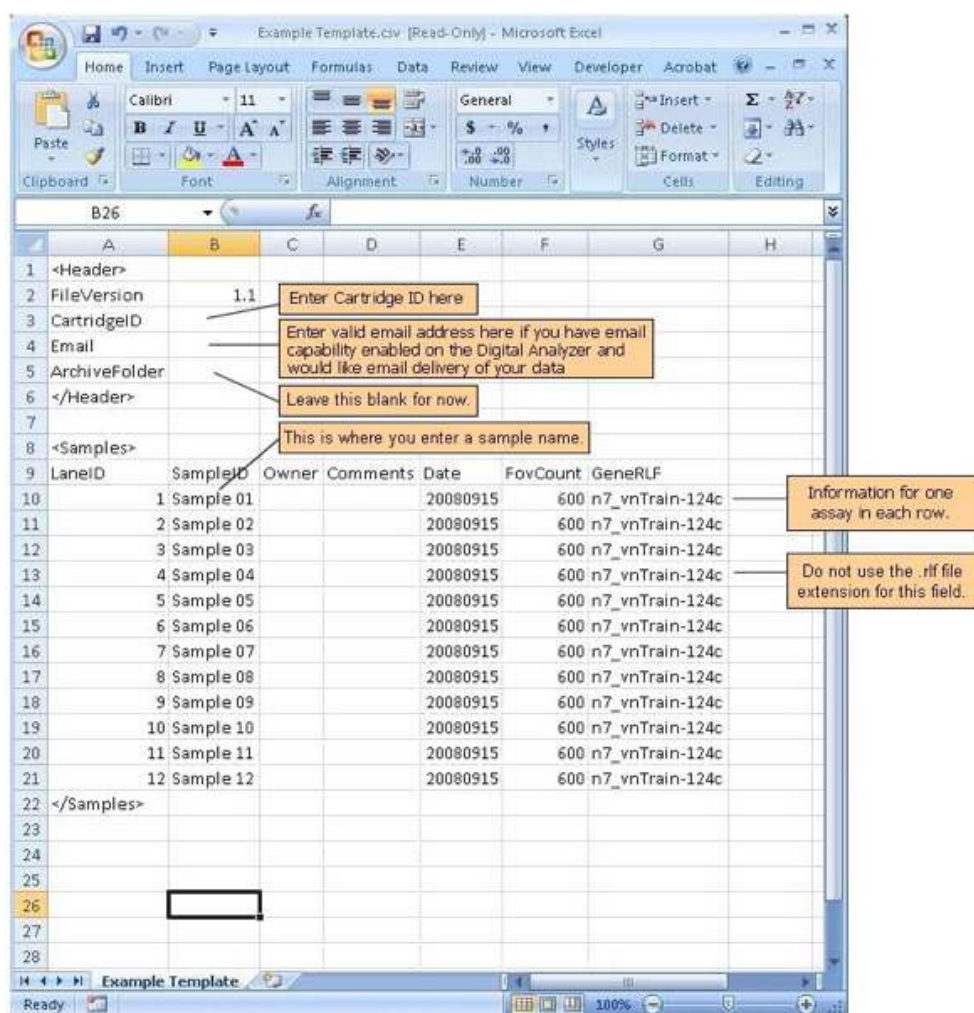 Example Template.csv [Read-Only] - Microsoft Excel
Home Insert Page Layout Formulas Data Review View Developer Acrobat
Paste
Calibri 11
B I U A A
General
$ % ,
Styles
Insert
Delete
Format
Clipboard Font Alignment Number Cells Editing
B26 fx
A B C D E F G H
1 <Header>
2 FileVersion 1.1
Enter Cartridge ID here
3 CartridgeID
Enter valid email address here if you have email
capability enabled on the Digital Analyzer and
would like email delivery of your data
4 Email
5 ArchiveFolder
6 </Header>
Leave this blank for now.
7
This is where you enter a sample name.
8 <Samples>
9 LaneID SampleID Owner Comments Date FovCount GeneRLF
10 1 Sample 01 20080915 600 n7_vnTrain-124c
Information for one
assay in each row.
11 2 Sample 02 20080915 600 n7_vnTrain-124c
12 3 Sample 03 20080915 600 n7_vnTrain-124c
13 4 Sample 04 20080915 600 n7_vnTrain-124c
Do not use the .rlf file
extension for this field.
14 5 Sample 05 20080915 600 n7_vnTrain-124c
15 6 Sample 06 20080915 600 n7_vnTrain-124c
16 7 Sample 07 20080915 600 n7_vnTrain-124c
17 8 Sample 08 20080915 600 n7_vnTrain-124c
18 9 Sample 09 20080915 600 n7_vnTrain-124c
19 10 Sample 10 20080915 600 n7_vnTrain-124c
20 11 Sample 11 20080915 600 n7_vnTrain-124c
21 12 Sample 12 20080915 600 n7_vnTrain-124c
22 </Samples>
23
24
25
26
27
28
Example Template
Ready 100%